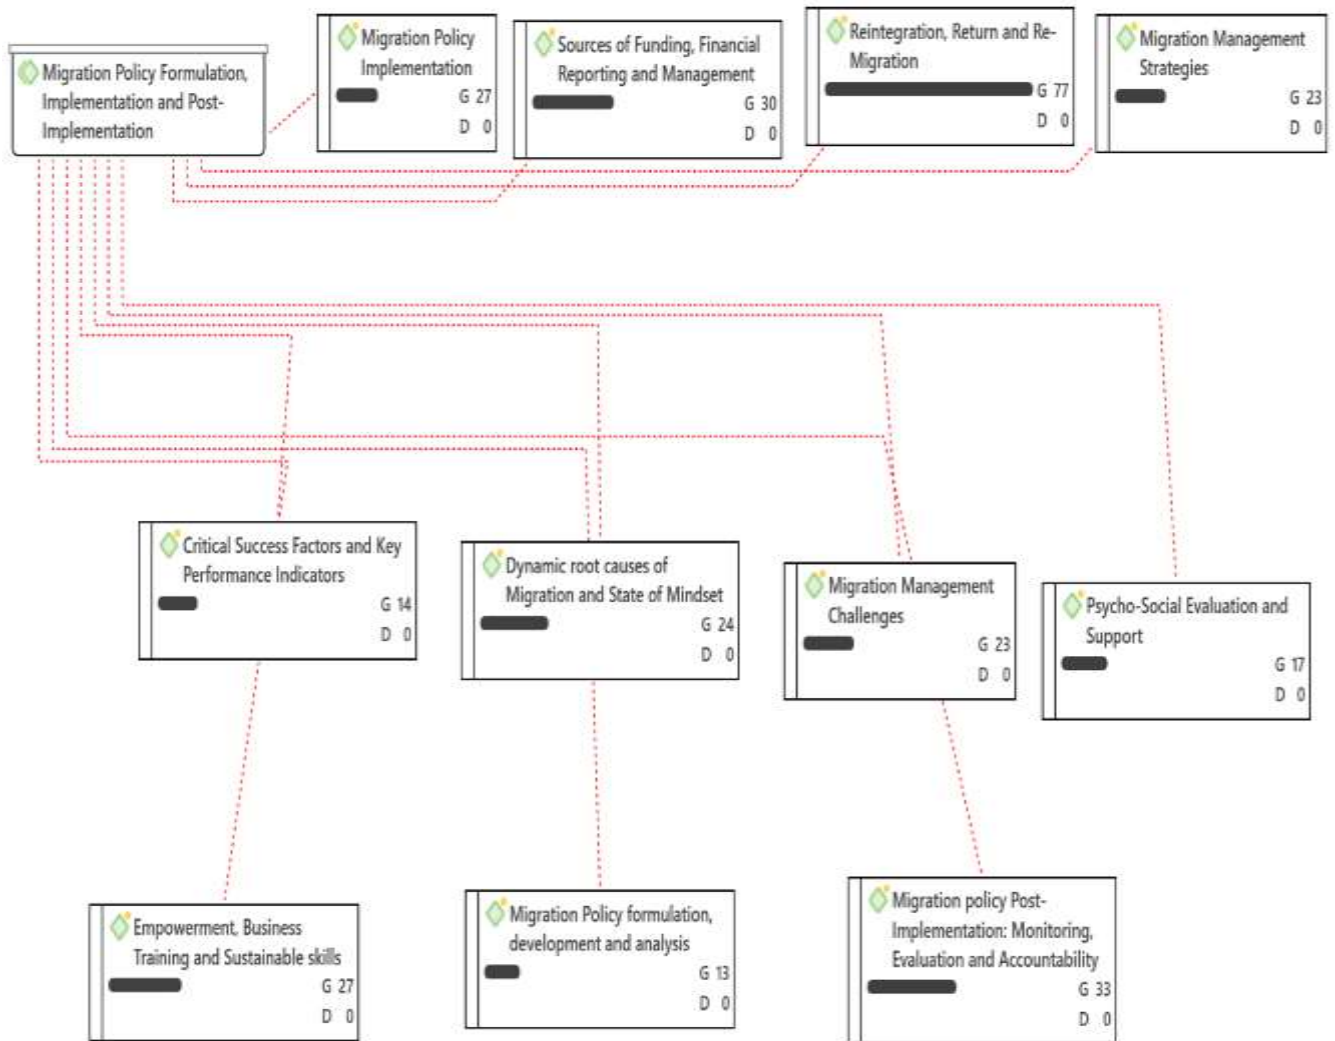 Migration Policy Formulation,
Implementation and Post-
Implementation
Migration Policy
Implementation
G 27
D 0
Sources of Funding, Financial
Reporting and Management
G 30
D 0
Reintegration, Return and Re-
Migration
G 77
D 0
Migration Management
Strategies
G 23
D 0
Critical Success Factors and Key
Performance Indicators
G 14
D 0
Dynamic root causes of
Migration and State of Mindset
G 24
D 0
Migration Management
Challenges
G 23
D 0
Psycho-Social Evaluation and
Support
G 17
D 0
Empowerment, Business
Training and Sustainable skills
G 27
D 0
Migration Policy formulation,
development and analysis
G 13
D 0
Migration policy Post-
Implementation: Monitoring,
Evaluation and Accountability
G 33
D 0